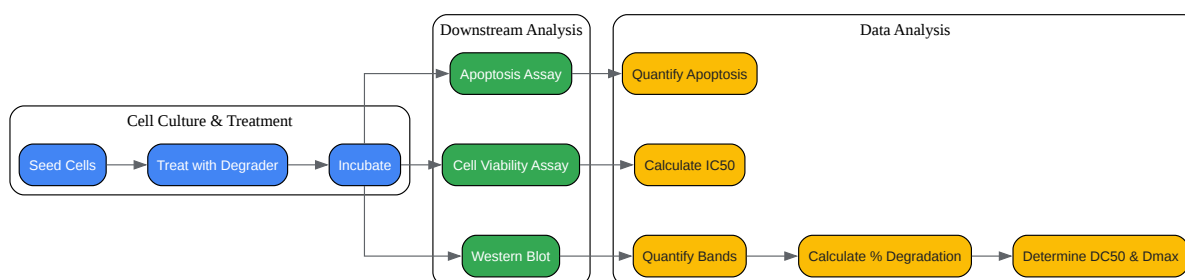 Downstream Analysis
Data Analysis
Apoptosis Assay
Quantify Apoptosis
Cell Culture & Treatment
Seed Cells
Treat with Degrader
Incubate
Cell Viability Assay
Calculate IC50
Western Blot
Quantify Bands
Calculate % Degradation
Determine DC50 & Dmax